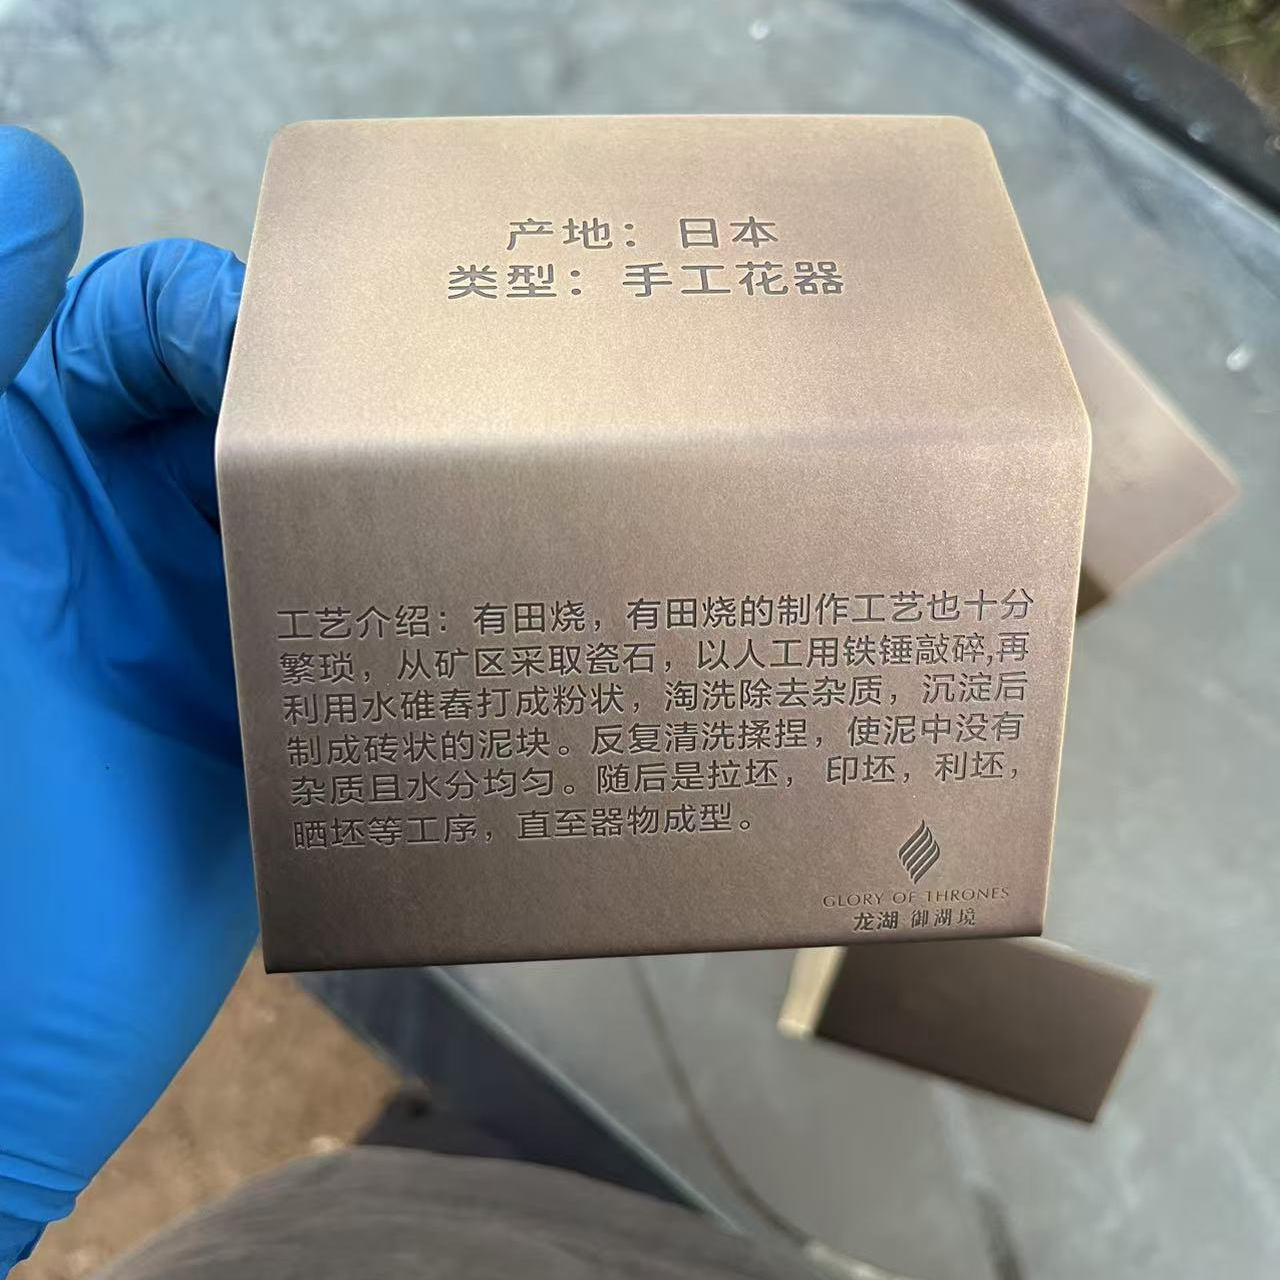 产地：日本
类型：手工花器
工艺介绍：有田烧，有田烧的制作工艺也十分
繁琐，从矿区采取瓷石，以人工用铁锤敲碎,再
利用水碓舂打成粉状，淘洗除去杂质，沉淀后
制成砖状的泥块。反复清洗揉捏，使泥中没有
杂质且水分均匀。随后是拉坯，印坯，利坯，
晒坯等工序，直至器物成型。
GLORY OF THRONES
龙湖 御湖境